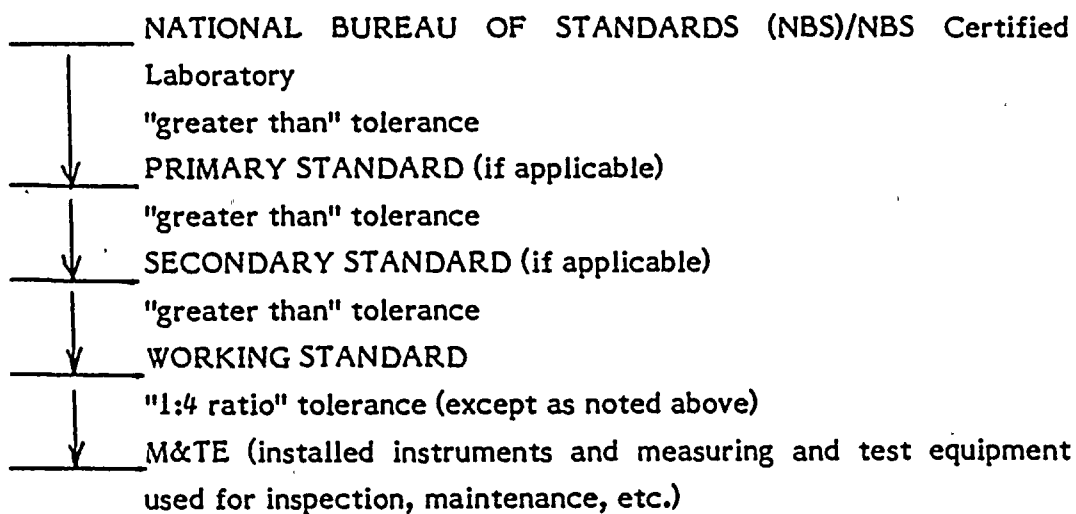 NATIONAL BUREAU OF STANDARDS (NBS)/NBS Certified
Laboratory
"greater than" tolerance
PRIMARY STANDARD (if applicable)
"greater than" tolerance
SECONDARY STANDARD (if applicable)
"greater than" tolerance
WORKING STANDARD
"1:4 ratio" tolerance (except as noted above)
M&TE (installed instruments and measuring and test equipment
used for inspection, maintenance, etc.)